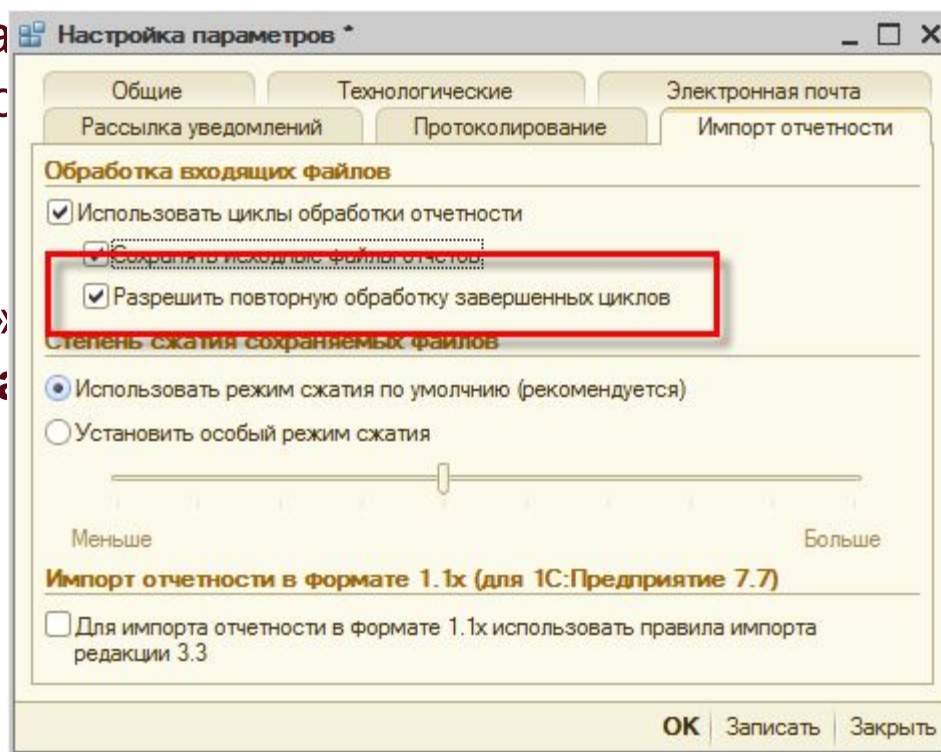 Настройка параметров *
Общие
Технологические
Электронная почта
Рассылка уведомлений
Протоколирование
Импорт отчетности
Обработка входящих файлов
Использовать циклы обработки отчетности
Сохранять исходные файлы отчетов
Разрешить повторную обработку завершенных циклов
Степень сжатия сохраняемых файлов
Использовать режим сжатия по умолчнию (рекомендуется)
Установить особый режим сжатия
Меньше
Больше
Импорт отчетности в формате 1.1x (для 1С:Предприятие 7.7)
Для импорта отчетности в формате 1.1x использовать правила импорта
редакции 3.3
OK
Записать
Закрыть